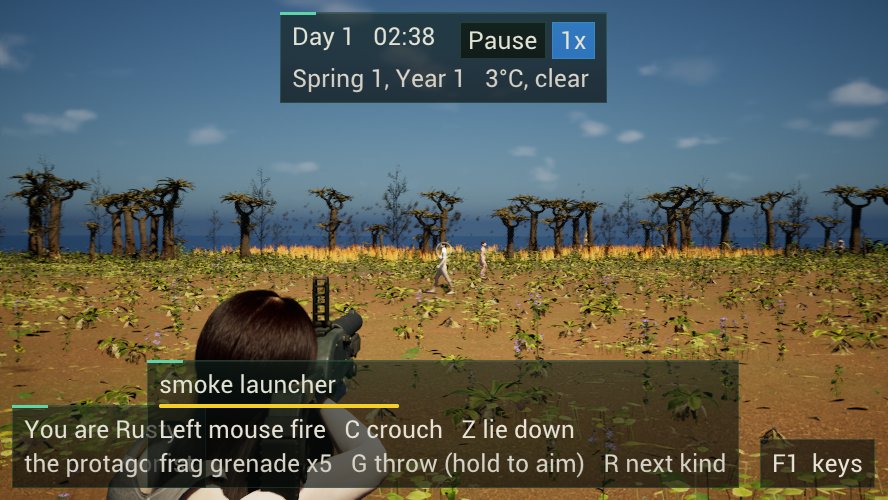 Day 1 02:38 Pause 1x
Spring 1, Year 1 3°C, clear
smoke launcher
You are Rus
Left mouse fire C crouch Z lie down
the protago
frag grenade x5 G throw (hold to aim) R next kind
F1 keys